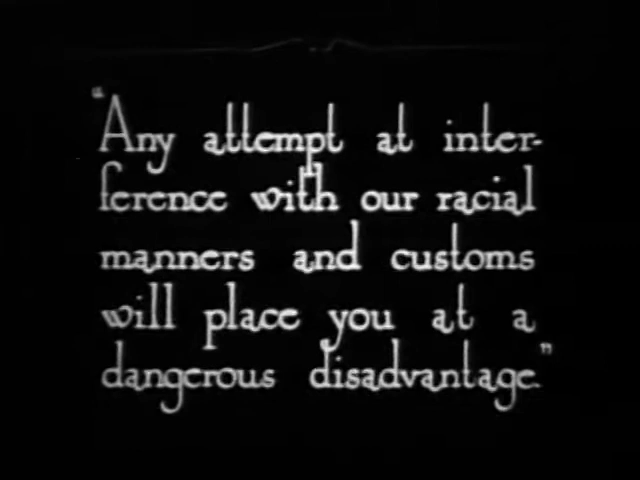 "Any attempt at inter-
ference with our racial
manners and customs
will place you at a
dangerous disadvantage."